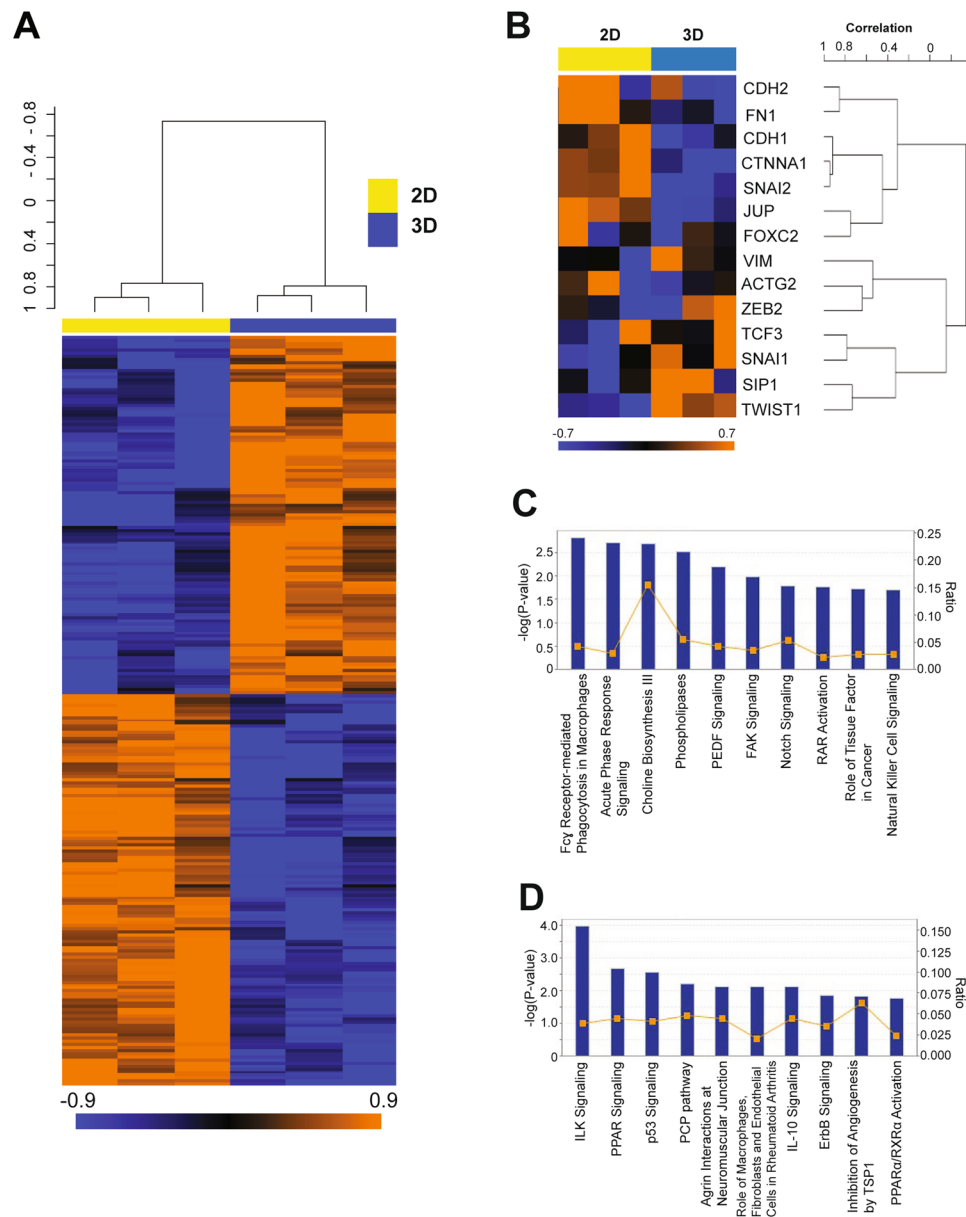 A
- 0.8
- 0.4
0
0.4
0.8
1
2D
3D
-0.9
0.9
B
2D
3D
Correlation
1
0.8
0.4
0
CDH2
FN1
CDH1
CTNNA1
SNAI2
JUP
FOXC2
VIM
ACTG2
ZEB2
TCF3
SNAI1
SIP1
TWIST1
-0.7
0.7
C
-log(P-value)
2.5
2.0
1.5
1.0
0.5
0
0.25
0.20
0.15
0.10
0.05
0.00
Ratio
Fcɣ Receptor-mediated
Phagocytosis in Macrophages
Acute Phase Response
Signaling
Choline Biosynthesis III
Phospholipases
PEDF Signaling
FAK Signaling
Notch Signaling
RAR Activation
Role of Tissue Factor
in Cancer
Natural Killer Cell Signaling
D
-log(P-value)
4.0
3.0
2.0
1.0
0
0.150
0.125
0.100
0.075
0.050
0.025
0.000
Ratio
ILK Signaling
PPAR Signaling
p53 Signaling
PCP pathway
Agrin Interactions at
Neuromuscular Junction
Role of Macrophages,
Fibroblasts and Endothelial
Cells in Rheumatoid Arthritis
IL-10 Signaling
ErbB Signaling
Inhibition of Angiogenesis
by TSP1
PPARα/RXRα Activation